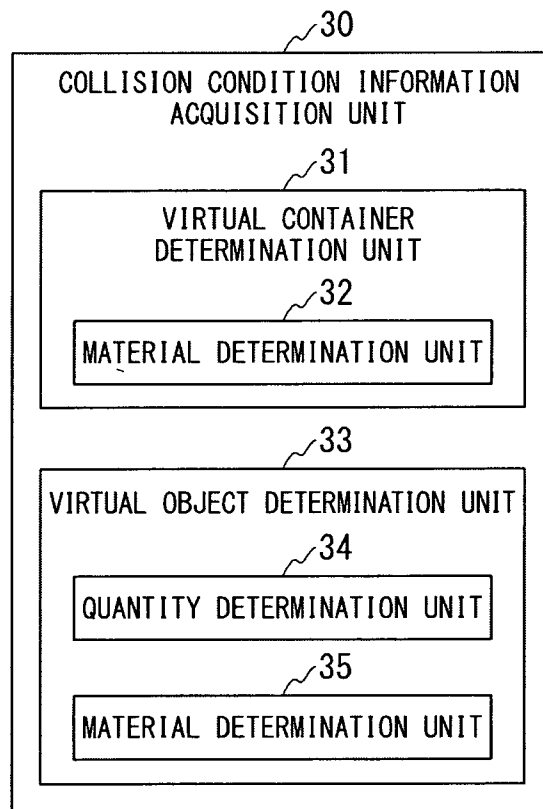 30
COLLISION CONDITION INFORMATION
ACQUISITION UNIT
31
VIRTUAL CONTAINER
DETERMINATION UNIT
32
MATERIAL DETERMINATION UNIT
33
VIRTUAL OBJECT DETERMINATION UNIT
34
QUANTITY DETERMINATION UNIT
35
MATERIAL DETERMINATION UNIT